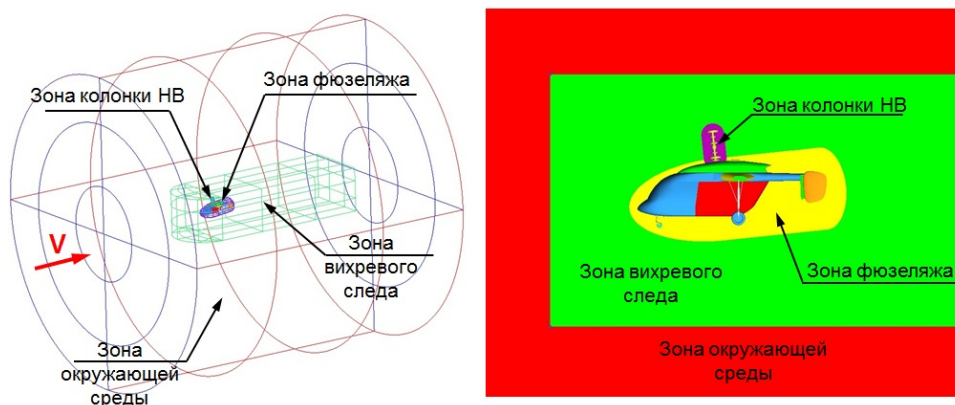 Зона фюзеляжа
Зона колонки НВ
V
Зона
вихревого
следа
Зона
окружающей
среды
Зона колонки НВ
Зона фюзеляжа
Зона вихревого
следа
Зона окружающей
среды